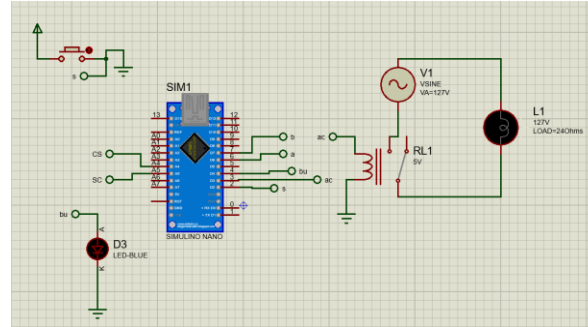 s
SIM1
13
12
11
10
9
8
7
6
5
4
3
2
0
1
A0
A1
A2
A3
A4
A5
A6
A7
CS
SC
b
a
bu
ac
s
SIMULINO NANO
bu
A
K
D3
LED-BLUE
V1
VSINE
VA=127V
L1
127V
LOAD=24Ohms
ac
RL1
5V